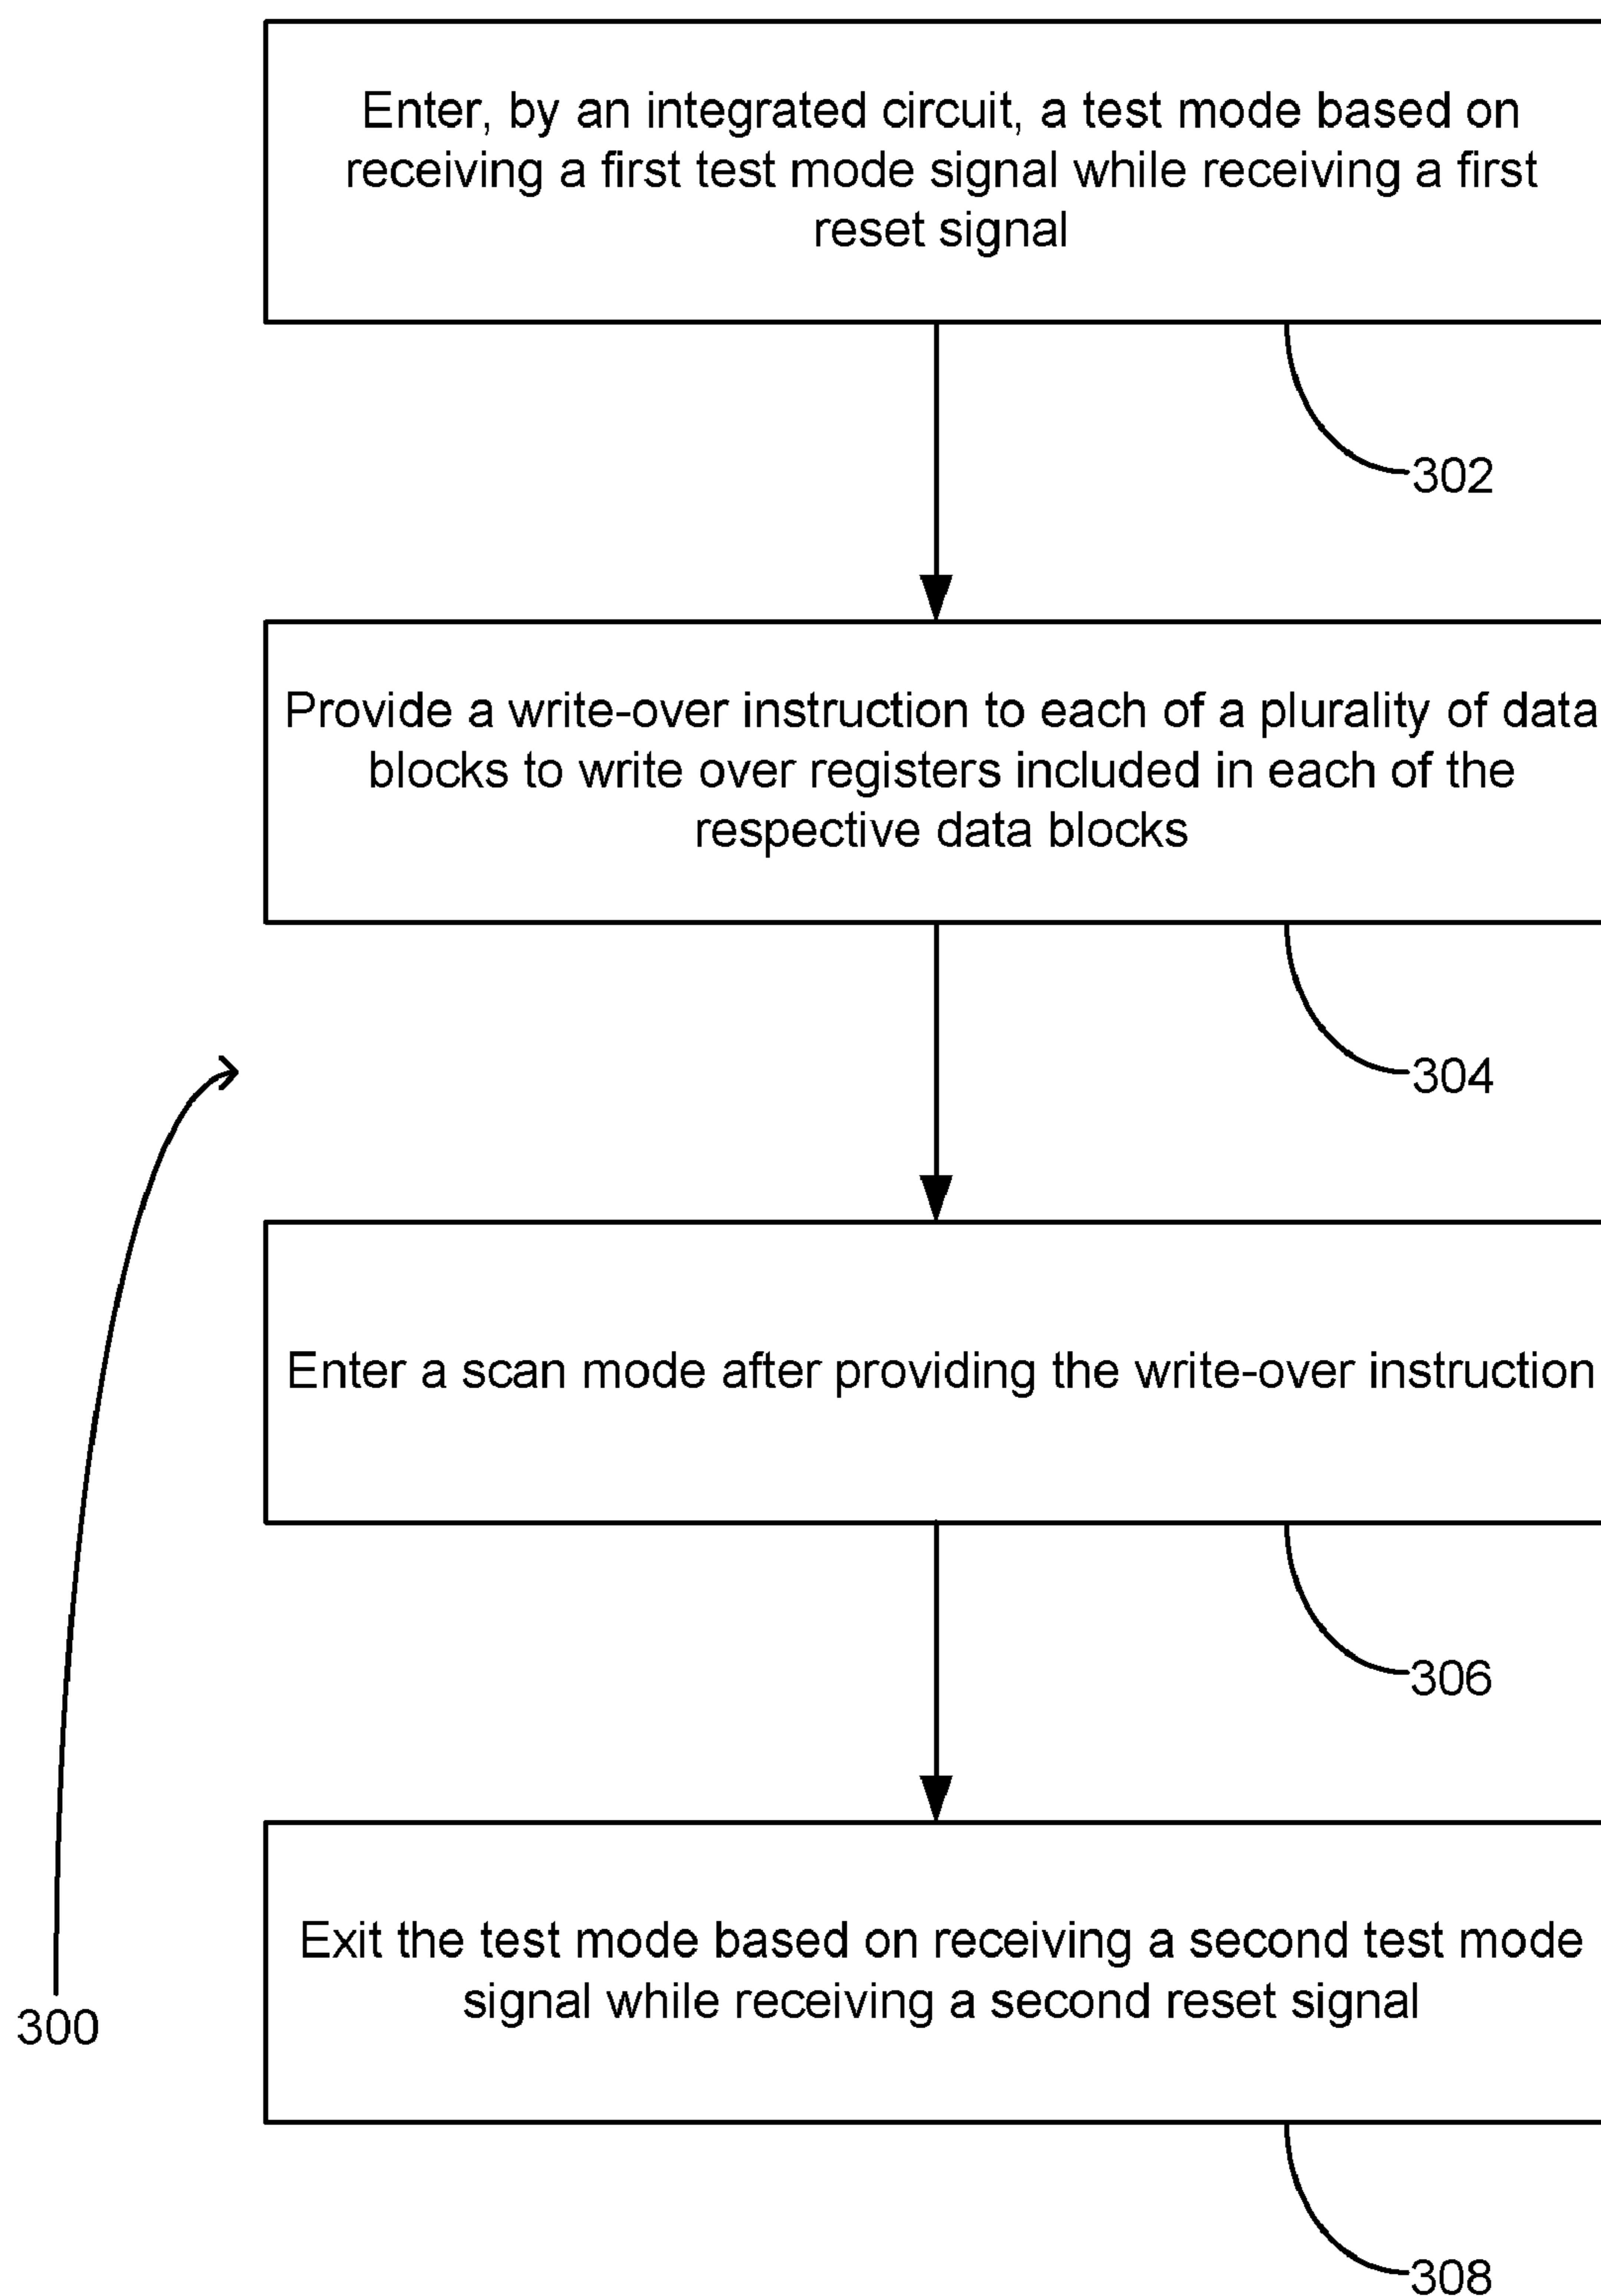 Enter, by an integrated circuit, a test mode based on
receiving a first test mode signal while receiving a first
reset signal
302
Provide a write-over instruction to each of a plurality of data
blocks to write over registers included in each of the
respective data blocks
304
Enter a scan mode after providing the write-over instruction
306
Exit the test mode based on receiving a second test mode
signal while receiving a second reset signal
300
308